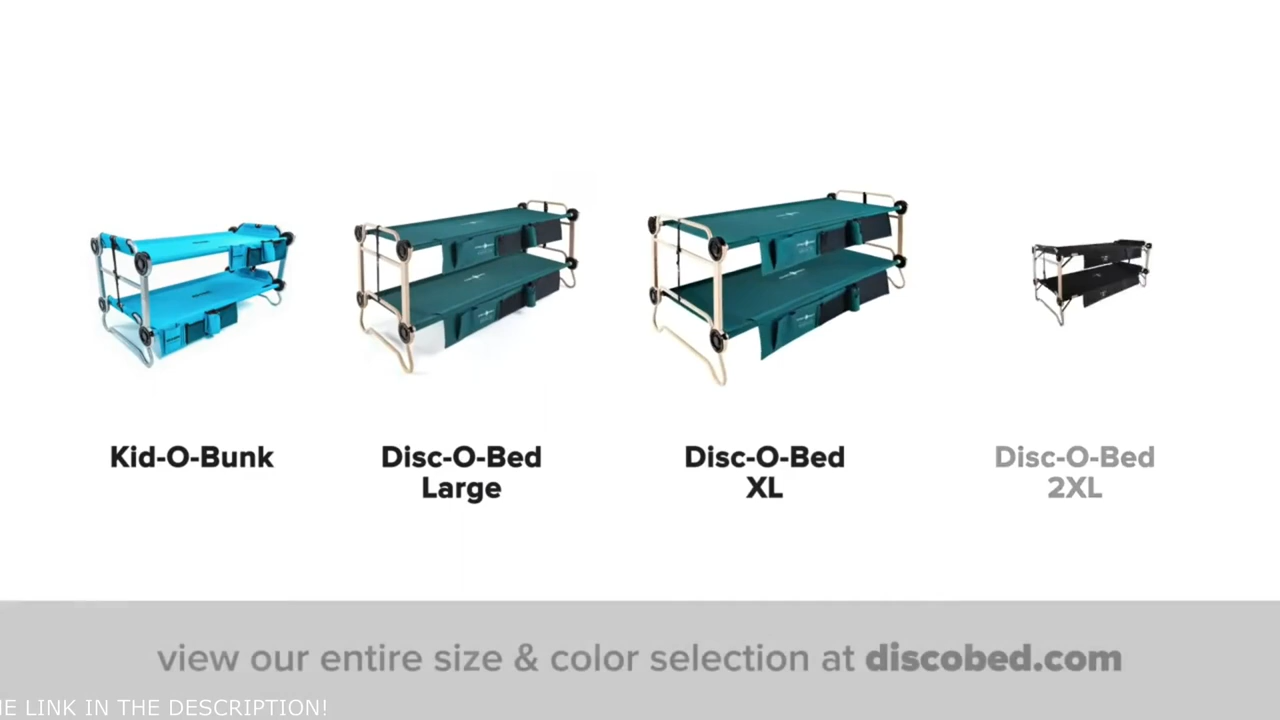 Kid-O-Bunk
Disc-O-Bed
Large
Disc-O-Bed
XL
Disc-O-Bed
2XL
view our entire size & color selection at discobed.com
LINK IN THE DESCRIPTION!